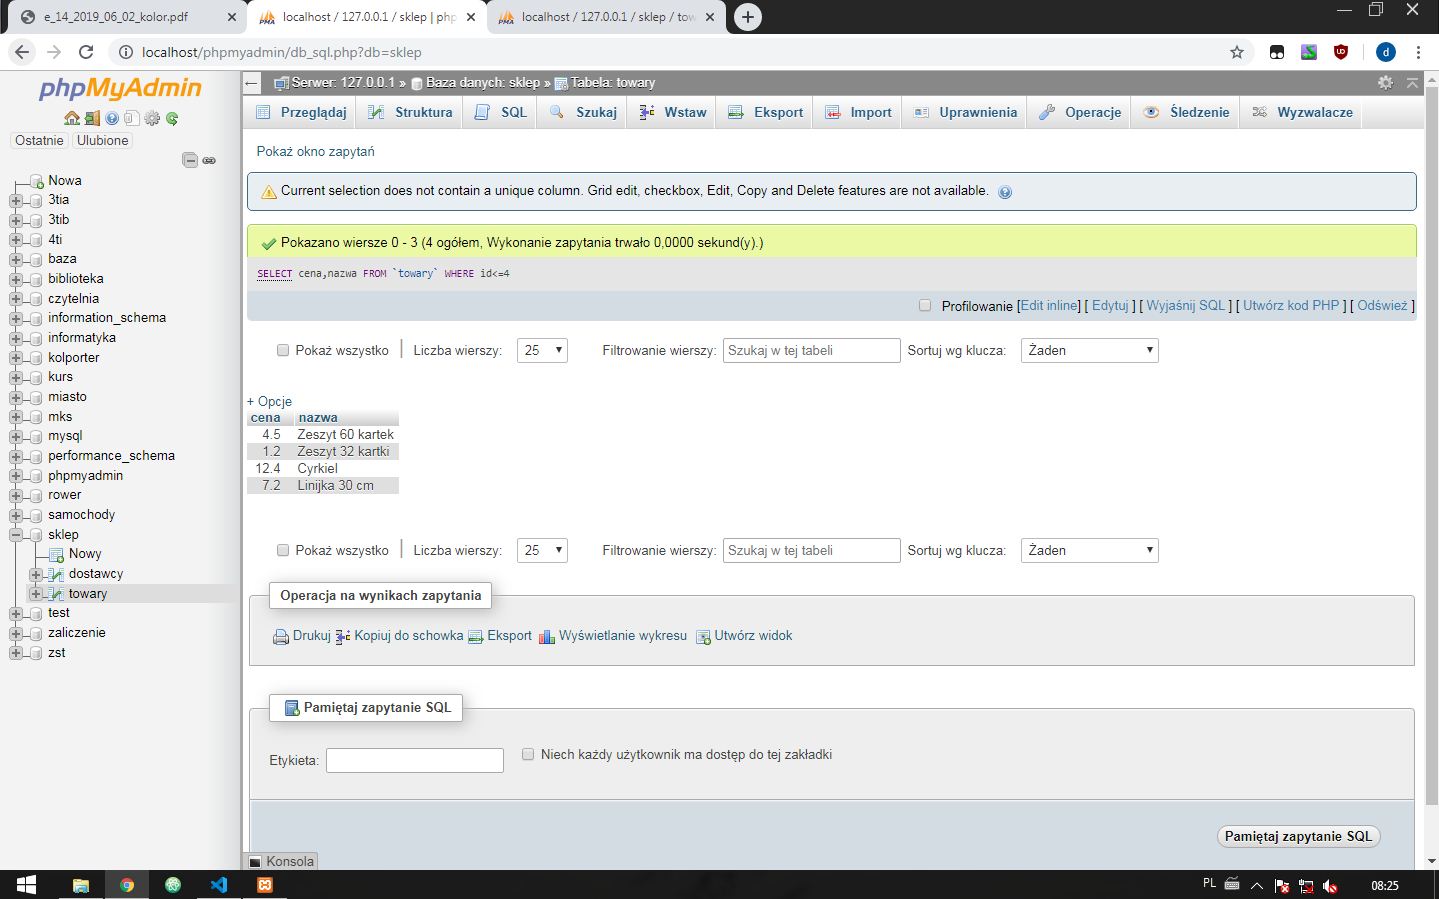 e_14_2019_06_02_kolor.pdf
localhost / 127.0.0.1 / sklep | php
localhost / 127.0.0.1 / sklep / tow
localhost/phpmyadmin/db_sql.php?db=sklep
d
phpMyAdmin
Ostatnie
Ulubione
Nowa
3tia
3tib
4ti
baza
biblioteka
czytelnia
information_schema
informatyka
kolporter
kurs
miasto
mks
mysql
performance_schema
phpmyadmin
rower
samochody
sklep
Nowy
dostawcy
towary
test
zaliczenie
zst
Serwer: 127.0.0.1 » Baza danych: sklep » Tabela: towary
Przeglądaj Struktura SQL Szukaj Wstaw Eksport Import Uprawnienia Operacje Śledzenie Wyzwalacze
Pokaż okno zapytań
Current selection does not contain a unique column. Grid edit, checkbox, Edit, Copy and Delete features are not available.
Pokazano wiersze 0 - 3 (4 ogółem, Wykonanie zapytania trwało 0,0000 sekund(y).)
SELECT cena,nazwa FROM `towary` WHERE id<=4
Profilowanie [Edit inline] [ Edytuj ] [ Wyjaśnij SQL ] [ Utwórz kod PHP ] [ Odśwież ]
Pokaż wszystko | Liczba wierszy: 25 Filtrowanie wierszy: Szukaj w tej tabeli Sortuj wg klucza: Żaden
+ Opcje
cena nazwa
4.5 Zeszyt 60 kartek
1.2 Zeszyt 32 kartki
12.4 Cyrkiel
7.2 Linijka 30 cm
Pokaż wszystko | Liczba wierszy: 25 Filtrowanie wierszy: Szukaj w tej tabeli Sortuj wg klucza: Żaden
Operacja na wynikach zapytania
Drukuj Kopiuj do schowka Eksport Wyświetlanie wykresu Utwórz widok
Pamiętaj zapytanie SQL
Etykieta: Niech każdy użytkownik ma dostęp do tej zakładki
Pamiętaj zapytanie SQL
Konsola
PL 08:25